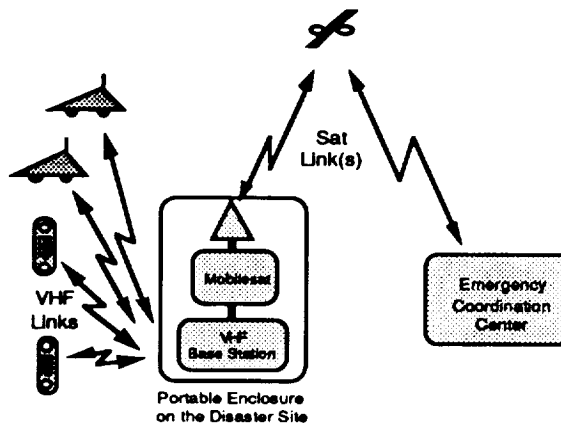 Sat
Link(s)
Mobilesat
VHF
Base Station
VHF
Links
Emergency
Coordination
Center
Portable Enclosure
on the Disaster Site